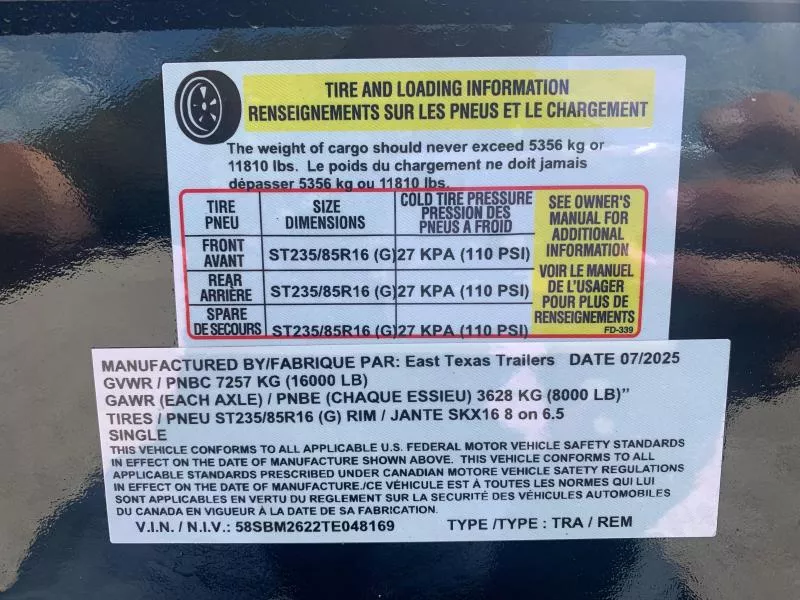 TIRE AND LOADING INFORMATION
RENSEIGNEMENTS SUR LES PNEUS ET LE CHARGEMENT
The weight of cargo should never exceed 5356 kg or
11810 lbs. Le poids du chargement ne doit jamais
dépasser 5356 kg ou 11810 lbs.
TIRE
PNEU
SIZE
DIMENSIONS
COLD TIRE PRESSURE
PRESSION DES
PNEUS A FROID
FRONT
AVANT
ST235/85R16 (G)
27 KPA (110 PSI)
REAR
ARRIÈRE
ST235/85R16 (G)
27 KPA (110 PSI)
SPARE
DE SECOURS
ST235/85R16 (G)
27 KPA (110 PSI)
SEE OWNER'S
MANUAL FOR
ADDITIONAL
INFORMATION
VOIR LE MANUEL
DE L'USAGER
POUR PLUS DE
RENSEIGNEMENTS
FD-339
MANUFACTURED BY/FABRIQUE PAR: East Texas Trailers DATE 07/2025
GVWR / PNBC 7257 KG (16000 LB)
GAWR (EACH AXLE) / PNBE (CHAQUE ESSIEU) 3628 KG (8000 LB)"
TIRES / PNEU ST235/85R16 (G) RIM / JANTE SKX16 8 on 6.5
SINGLE
THIS VEHICLE CONFORMS TO ALL APPLICABLE U.S. FEDERAL MOTOR VEHICLE SAFETY STANDARDS
IN EFFECT ON THE DATE OF MANUFACTURE SHOWN ABOVE. THIS VEHICLE CONFORMS TO ALL
APPLICABLE STANDARDS PRESCRIBED UNDER CANADIAN MOTORE VEHICLE SATETY REGULATIONS
IN EFFECT ON THE DATE OF MANUFACTURE./CE VÉHICULE EST À TOUTES LES NORMES QUI LUI
SONT APPLICABLES EN VERTU DU REGLEMENT SUR LA SECURITÉ DES VÉHICULES AUTOMOBILES
DU CANADA EN VIGUEUR À LA DATE DE SA FABRICATION.
V.I.N. / N.I.V.: 58SBM2622TE048169 TYPE /TYPE : TRA / REM